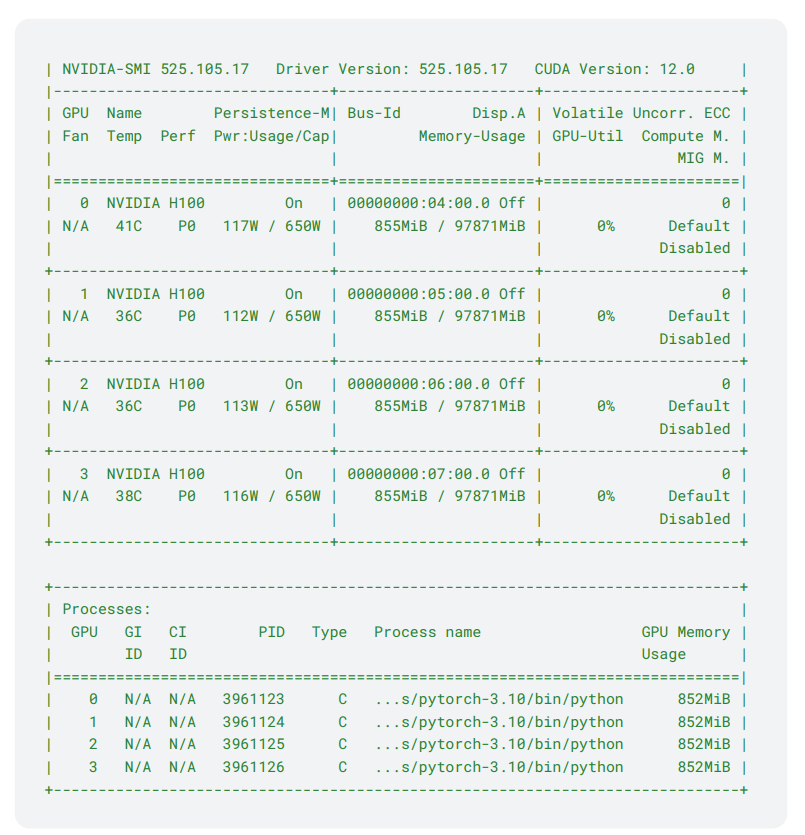 | NVIDIA-SMI 525.105.17   Driver Version: 525.105.17   CUDA Version: 12.0     |
|-------------------------------+----------------------+----------------------+
| GPU  Name        Persistence-M| Bus-Id        Disp.A | Volatile Uncorr. ECC |
| Fan  Temp  Perf  Pwr:Usage/Cap|         Memory-Usage | GPU-Util  Compute M. |
|                               |                      |               MIG M. |
|===============================+======================+======================|
|   0  NVIDIA H100         On   | 00000000:04:00.0 Off |                    0 |
| N/A   41C    P0   117W / 650W |    855MiB / 97871MiB |      0%      Default |
|                               |                      |             Disabled |
+-------------------------------+----------------------+----------------------+
|   1  NVIDIA H100         On   | 00000000:05:00.0 Off |                    0 |
| N/A   36C    P0   112W / 650W |    855MiB / 97871MiB |      0%      Default |
|                               |                      |             Disabled |
+-------------------------------+----------------------+----------------------+
|   2  NVIDIA H100         On   | 00000000:06:00.0 Off |                    0 |
| N/A   36C    P0   113W / 650W |    855MiB / 97871MiB |      0%      Default |
|                               |                      |             Disabled |
+-------------------------------+----------------------+----------------------+
|   3  NVIDIA H100         On   | 00000000:07:00.0 Off |                    0 |
| N/A   38C    P0   116W / 650W |    855MiB / 97871MiB |      0%      Default |
|                               |                      |             Disabled |
+-------------------------------+----------------------+----------------------+

+-----------------------------------------------------------------------------+
| Processes:                                                                  |
|  GPU   GI   CI        PID   Type   Process name                  GPU Memory |
|        ID   ID                                                   Usage      |
|=============================================================================|
|    0   N/A  N/A   3961123      C   ...s/pytorch-3.10/bin/python      852MiB |
|    1   N/A  N/A   3961124      C   ...s/pytorch-3.10/bin/python      852MiB |
|    2   N/A  N/A   3961125      C   ...s/pytorch-3.10/bin/python      852MiB |
|    3   N/A  N/A   3961126      C   ...s/pytorch-3.10/bin/python      852MiB |
+-----------------------------------------------------------------------------+